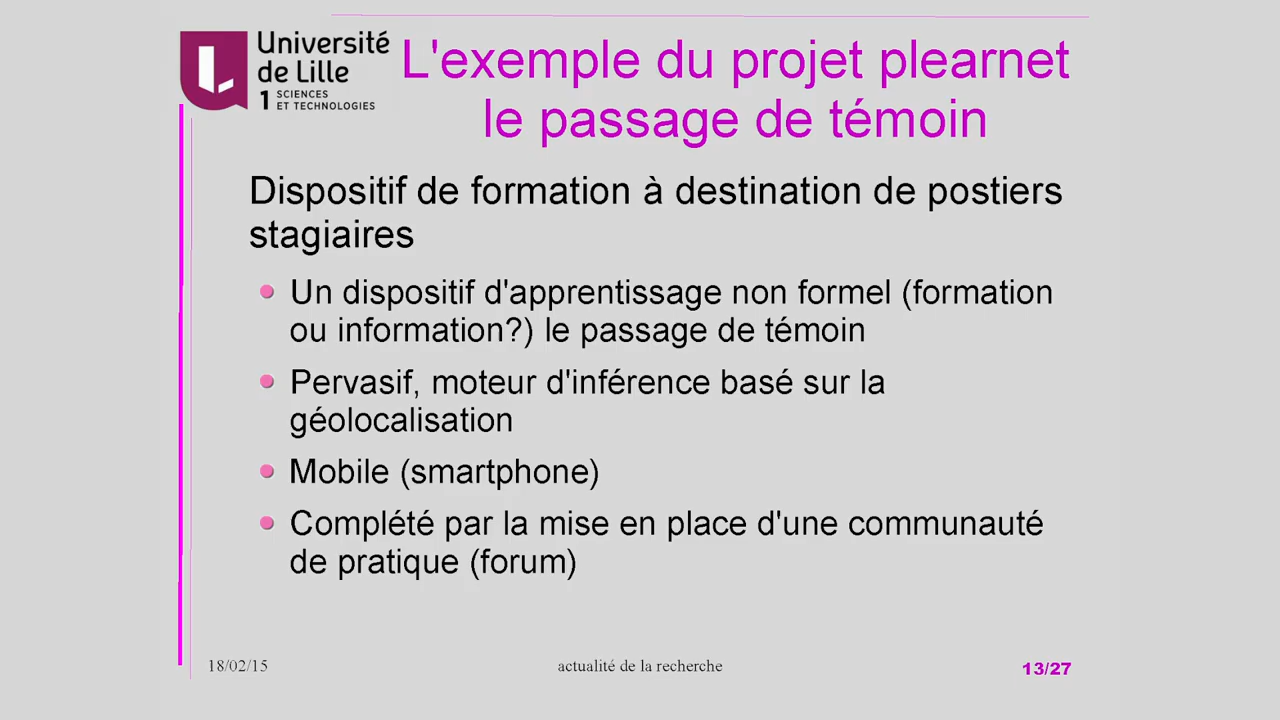 Université
de Lille
1 SCIENCES
ET TECHNOLOGIES
L'exemple du projet plearnet
le passage de témoin
Dispositif de formation à destination de postiers
stagiaires
Un dispositif d'apprentissage non formel (formation
ou information?) le passage de témoin
Pervasif, moteur d'inférence basé sur la
géolocalisation
Mobile (smartphone)
Complété par la mise en place d'une communauté
de pratique (forum)
18/02/15
actualité de la recherche
13/27